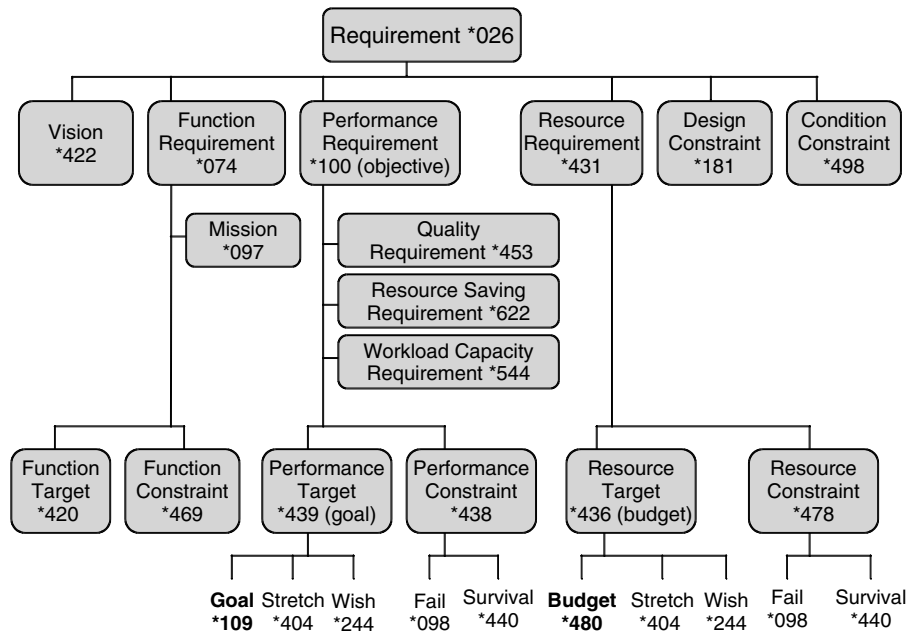 Requirement *026
Vision
*422
Function
Requirement
*074
Performance
Requirement
*100 (objective)
Resource
Requirement
*431
Design
Constraint
*181
Condition
Constraint
*498
Mission
*097
Quality
Requirement *453
Resource Saving
Requirement *622
Workload Capacity
Requirement *544
Function
Target
*420
Function
Constraint
*469
Performance
Target
*439 (goal)
Performance
Constraint
*438
Resource
Target
*436 (budget)
Resource
Constraint
*478
Goal
*109
Stretch
*404
Wish
*244
Fail
*098
Survival
*440
Budget
*480
Stretch
*404
Wish
*244
Fail
*098
Survival
*440